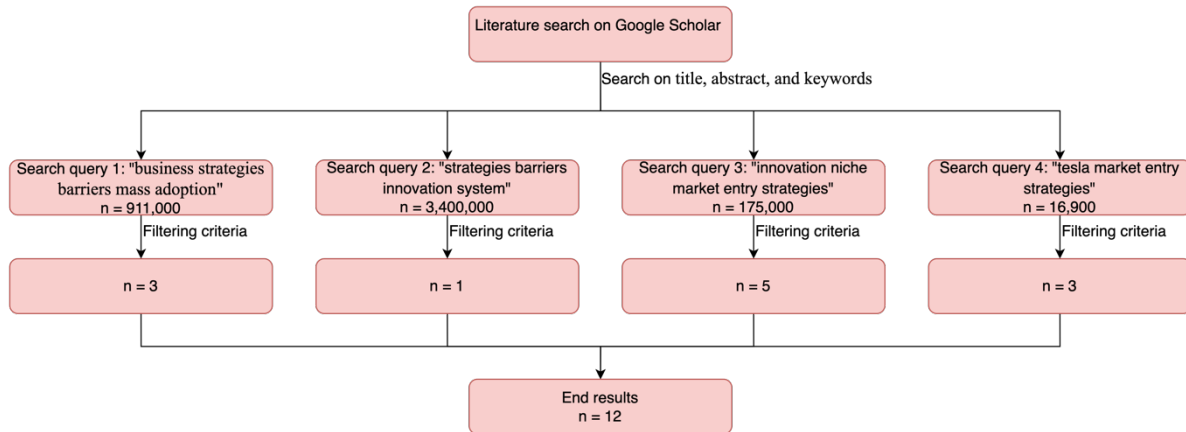 Literature search on Google Scholar
Search on title, abstract, and keywords
Search query 1: "business strategies
barriers mass adoption"
n = 911,000
Search query 2: "strategies barriers
innovation system"
n = 3,400,000
Search query 3: "innovation niche
market entry strategies"
n = 175,000
Search query 4: "tesla market entry
strategies"
n = 16,900
Filtering criteria
Filtering criteria
Filtering criteria
Filtering criteria
n = 3
n = 1
n = 5
n = 3
End results
n = 12